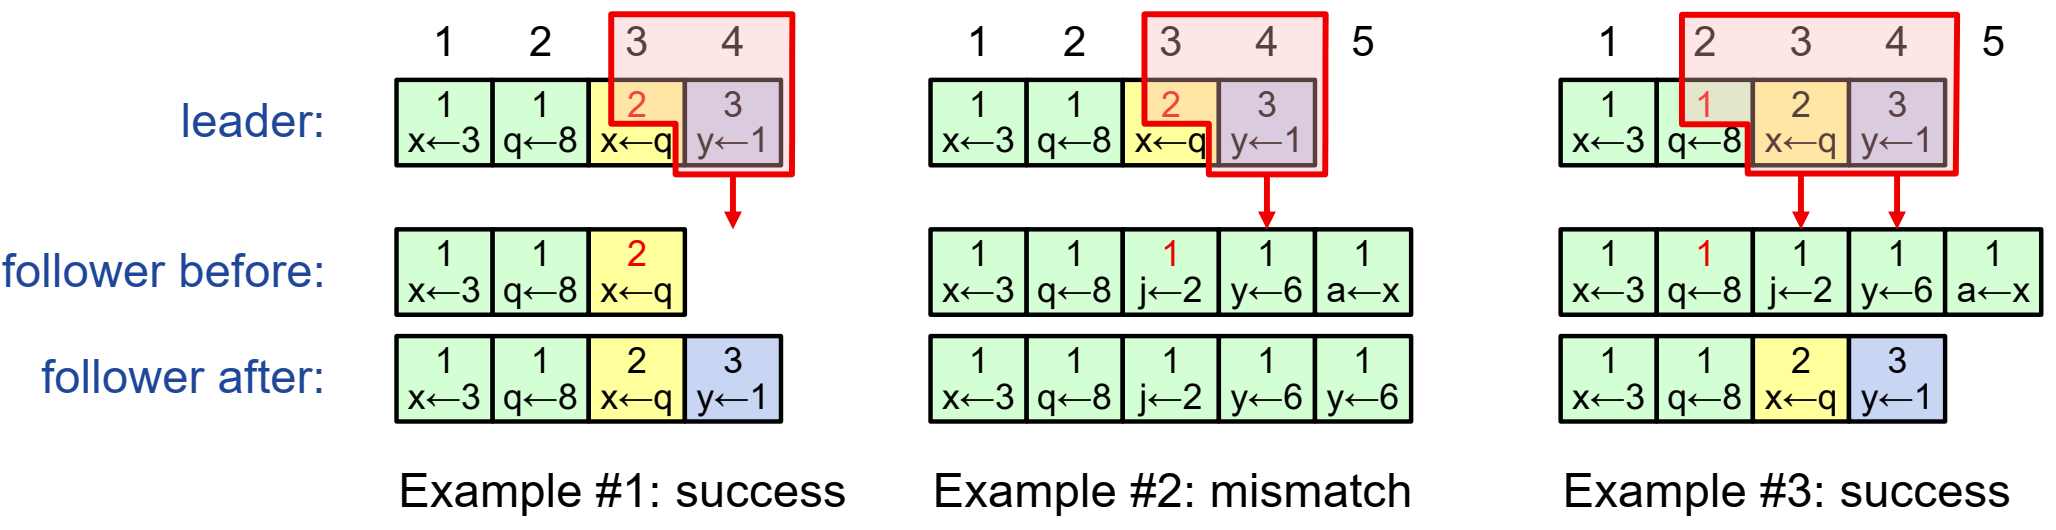 1 2 3 4 1 2 3 4 5 1 2 3 4 5
leader: 1 1 2 3 1 1 2 3 1 1 2 3
x←3 q←8 x←q y←1 x←3 q←8 x←q y←1 x←3 q←8 x←q y←1
follower before: 1 1 2 1 1 1 1 1 1 1 1 1 1
x←3 q←8 x←q x←3 q←8 j←2 y←6 a←x x←3 q←8 j←2 y←6 a←x
follower after: 1 1 2 3 1 1 1 1 1 1 1 2 3
x←3 q←8 x←q y←1 x←3 q←8 j←2 y←6 y←6 x←3 q←8 x←q y←1
Example #1: success Example #2: mismatch Example #3: success